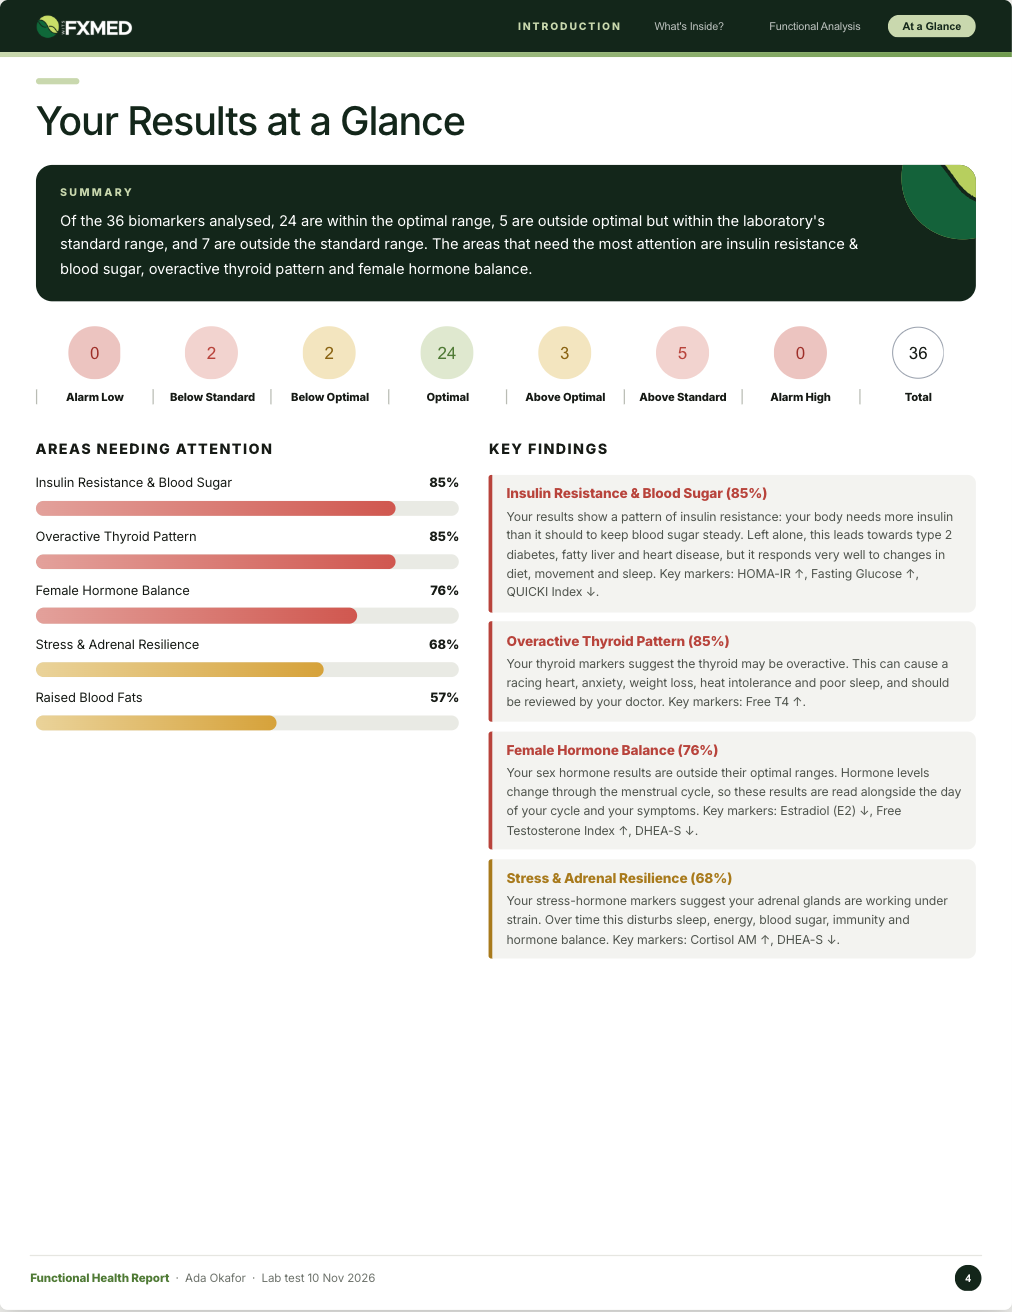 FXMED
INTRODUCTION
What's Inside?
Functional Analysis
At a Glance
Your Results at a Glance
SUMMARY
Of the 36 biomarkers analysed, 24 are within the optimal range, 5 are outside optimal but within the laboratory's
standard range, and 7 are outside the standard range. The areas that need the most attention are insulin resistance &
blood sugar, overactive thyroid pattern and female hormone balance.
0
2
2
24
3
5
0
36
Alarm Low
Below Standard
Below Optimal
Optimal
Above Optimal
Above Standard
Alarm High
Total
AREAS NEEDING ATTENTION
Insulin Resistance & Blood Sugar 85%
Overactive Thyroid Pattern 85%
Female Hormone Balance 76%
Stress & Adrenal Resilience 68%
Raised Blood Fats 57%
KEY FINDINGS
Insulin Resistance & Blood Sugar (85%)
Your results show a pattern of insulin resistance: your body needs more insulin
than it should to keep blood sugar steady. Left alone, this leads towards type 2
diabetes, fatty liver and heart disease, but it responds very well to changes in
diet, movement and sleep. Key markers: HOMA-IR ↑, Fasting Glucose ↑,
QUICKI Index ↓.
Overactive Thyroid Pattern (85%)
Your thyroid markers suggest the thyroid may be overactive. This can cause a
racing heart, anxiety, weight loss, heat intolerance and poor sleep, and should
be reviewed by your doctor. Key markers: Free T4 ↑.
Female Hormone Balance (76%)
Your sex hormone results are outside their optimal ranges. Hormone levels
change through the menstrual cycle, so these results are read alongside the day
of your cycle and your symptoms. Key markers: Estradiol (E2) ↓, Free
Testosterone Index ↑, DHEA-S ↓.
Stress & Adrenal Resilience (68%)
Your stress-hormone markers suggest your adrenal glands are working under
strain. Over time this disturbs sleep, energy, blood sugar, immunity and
hormone balance. Key markers: Cortisol AM ↑, DHEA-S ↓.
Functional Health Report · Ada Okafor · Lab test 10 Nov 2026
4